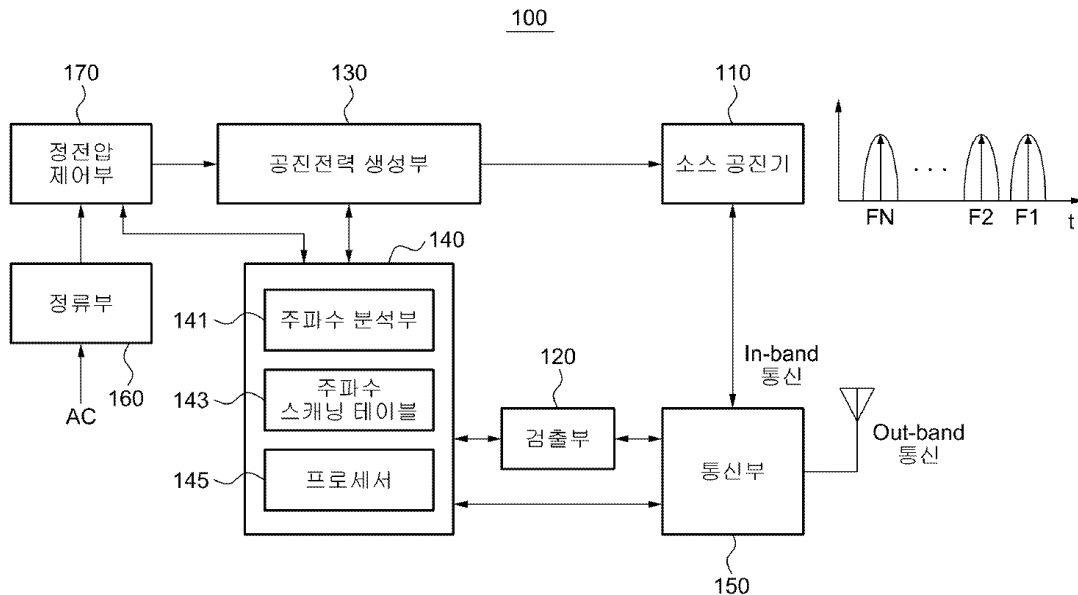 100
170
130
110
정전압
제어부
공진전력 생성부
소스 공진기
FN
...
F2
F1
t
140
정류부
141
주파수 분석부
160
AC
143
주파수
스캐닝 테이블
120
검출부
In-band
통신
Out-band
통신
145
프로세서
통신부
150